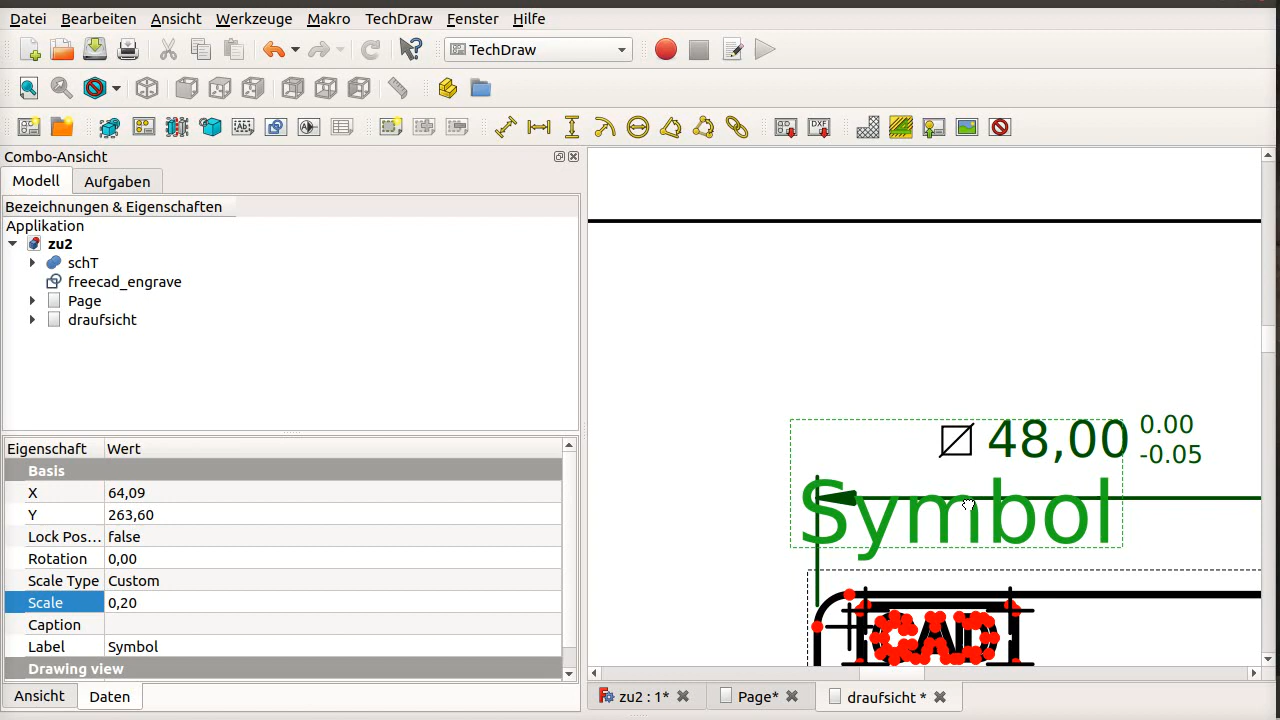 Datei Bearbeiten Ansicht Werkzeuge Makro TechDraw Fenster Hilfe
TechDraw
Combo-Ansicht
Modell Aufgaben
Bezeichnungen & Eigenschaften
Applikation
zu2
schT
freecad_engrave
Page
draufsicht
Eigenschaft Wert
Basis
X 64,09
Y 263,60
Lock Pos... false
Rotation 0,00
Scale Type Custom
Scale 0,20
Caption
Label Symbol
Drawing view
Ansicht Daten
48,00 0.00
-0.05
Symbol
CAD
zu2 : 1* Page* draufsicht *